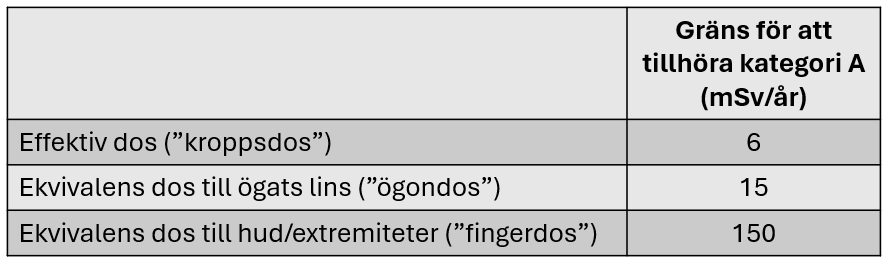 Gräns för att
tillhöra kategori A
(mSv/år)
Effektiv dos (”kroppsdos”) 6
Ekvivalens dos till ögats lins (”ögondos”) 15
Ekvivalens dos till hud/extremiteter (”fingerdos”) 150